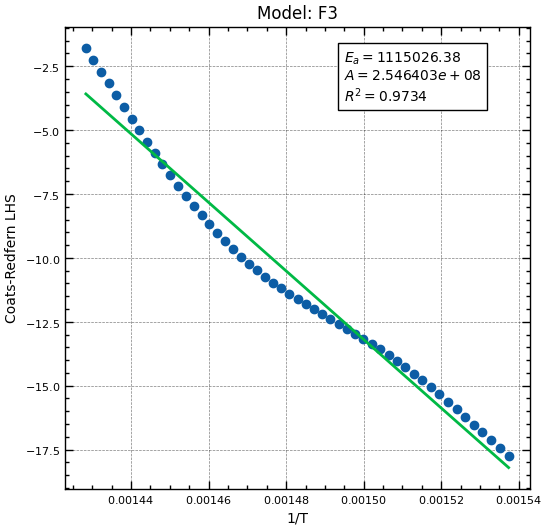 Model: F3
E_a = 1115026.38
A = 2.546403e + 08
R^2 = 0.9734
Coats-Redfern LHS
−2.5
−5.0
−7.5
−10.0
−12.5
−15.0
−17.5
0.00144 0.00146 0.00148 0.00150 0.00152 0.00154
1/T